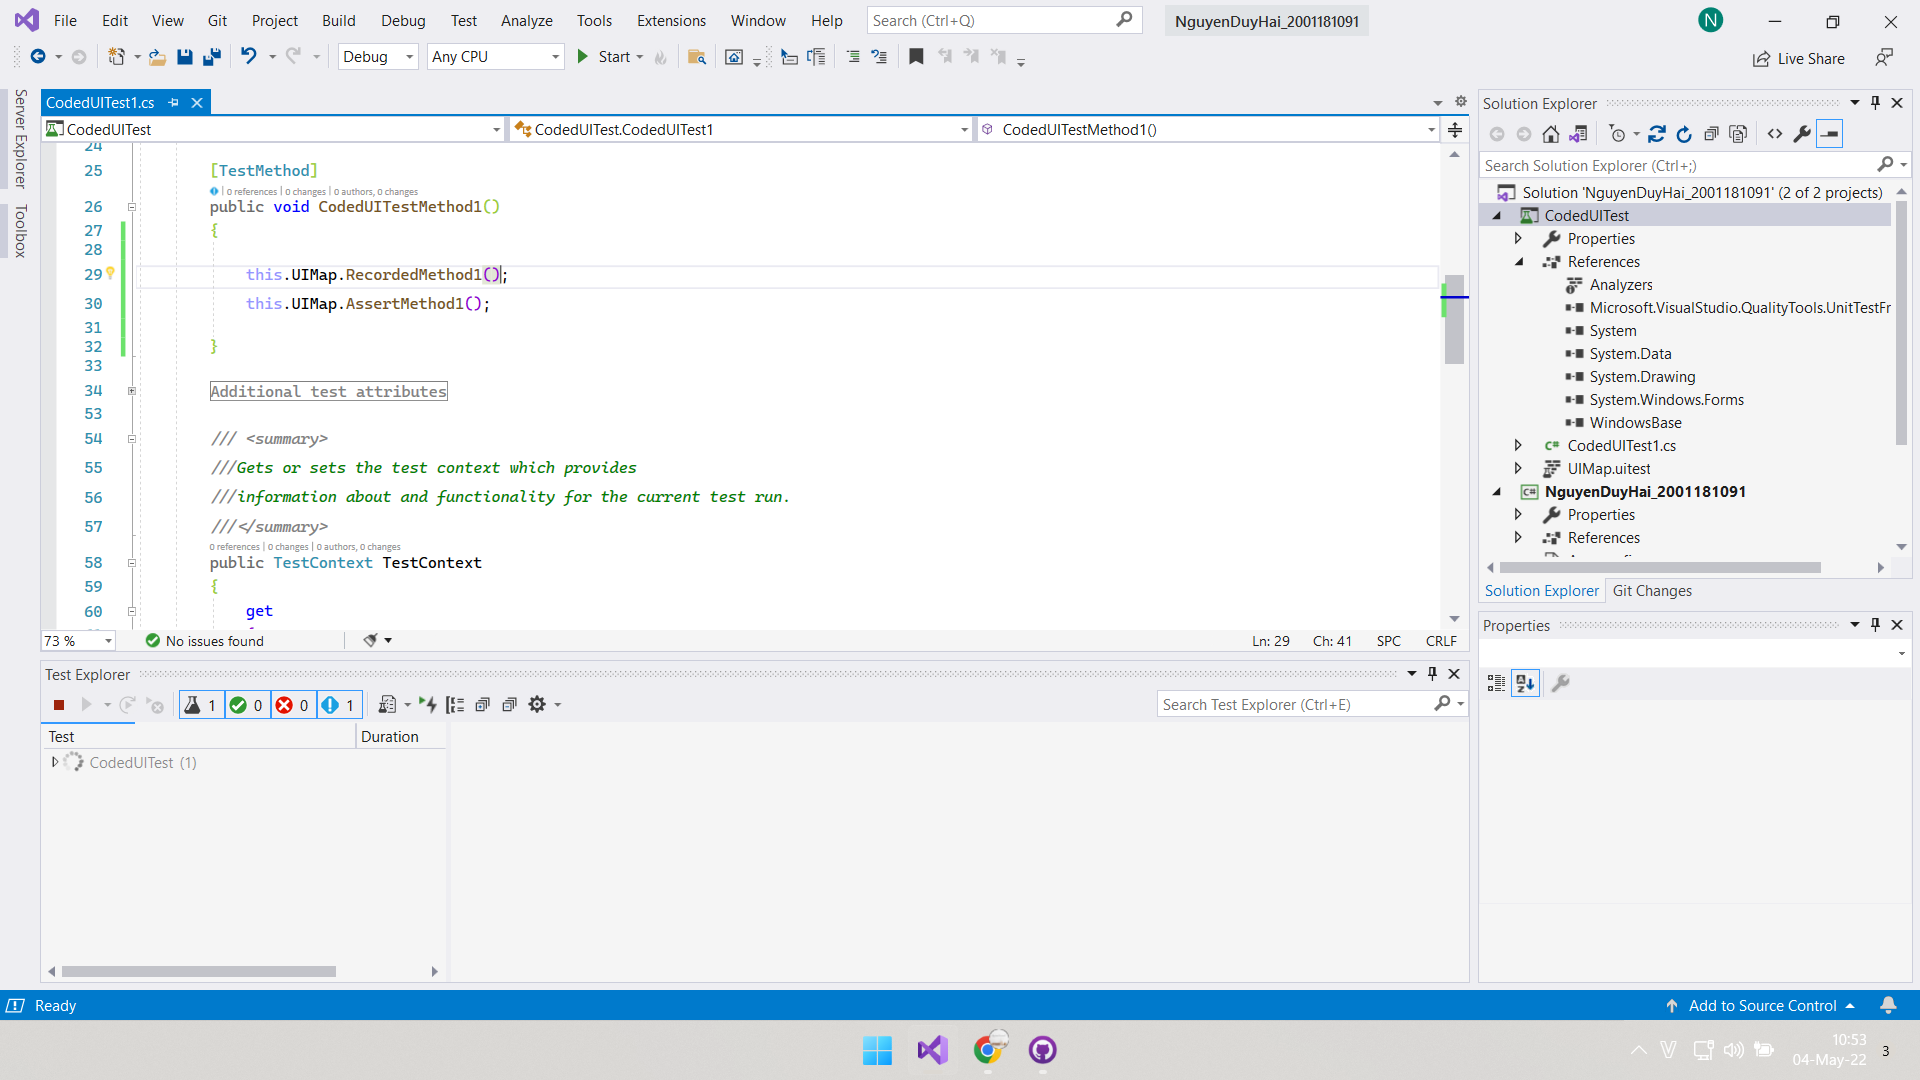 File Edit View Git Project Build Debug Test Analyze Tools Extensions Window Help Search (Ctrl+Q) NguyenDuyHai_2001181091 N
Debug Any CPU Start Live Share
Server Explorer
Toolbox
CodedUITest1.cs
CodedUITest CodedUITest.CodedUITest1 CodedUITestMethod1()
24
25 [TestMethod]
0 references | 0 changes | 0 authors, 0 changes
26 public void CodedUITestMethod1()
27 {
28
29 this.UIMap.RecordedMethod1();
30 this.UIMap.AssertMethod1();
31
32 }
33
34 Additional test attributes
53
54 /// <summary>
55 ///Gets or sets the test context which provides
56 ///information about and functionality for the current test run.
57 ///</summary>
0 references | 0 changes | 0 authors, 0 changes
58 public TestContext TestContext
59 {
60 get
73 % No issues found Ln: 29 Ch: 41 SPC CRLF
Test Explorer
1 0 0 1 Search Test Explorer (Ctrl+E)
Test Duration
CodedUITest (1)
Solution Explorer
Search Solution Explorer (Ctrl+;)
Solution 'NguyenDuyHai_2001181091' (2 of 2 projects)
CodedUITest
Properties
References
Analyzers
Microsoft.VisualStudio.QualityTools.UnitTestFr
System
System.Data
System.Drawing
System.Windows.Forms
WindowsBase
C# CodedUITest1.cs
UIMap.uitest
C# NguyenDuyHai_2001181091
Properties
References
Solution Explorer Git Changes
Properties
Ready Add to Source Control
10:53
04-May-22 3